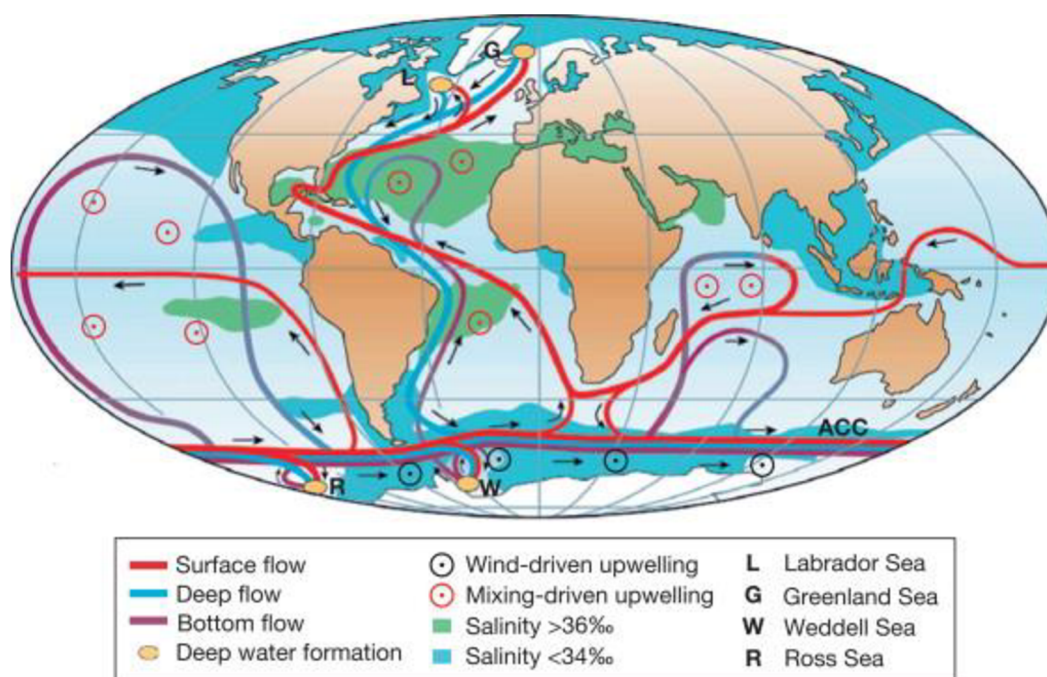 G
L
ACC
R
W
Surface flow
Deep flow
Bottom flow
Deep water formation
Wind-driven upwelling
Mixing-driven upwelling
Salinity >36‰
Salinity <34‰
L Labrador Sea
G Greenland Sea
W Weddell Sea
R Ross Sea